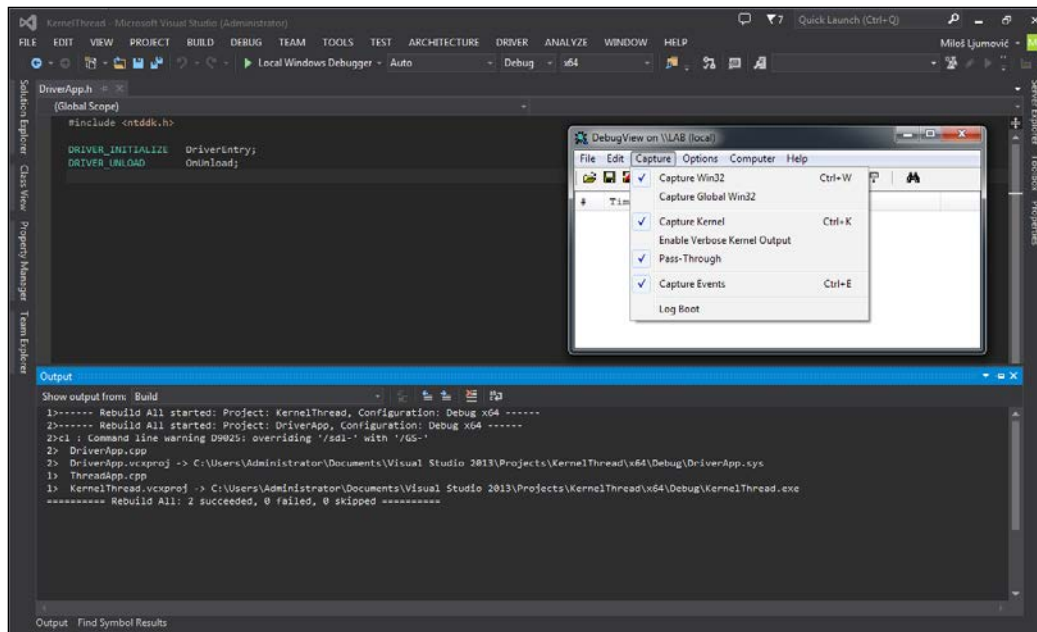 KernelThread - Microsoft Visual Studio (Administrator)
7
Quick Launch (Ctrl+Q)
FILE EDIT VIEW PROJECT BUILD DEBUG TEAM TOOLS TEST ARCHITECTURE DRIVER ANALYZE WINDOW HELP
Miloš Ljumović
Local Windows Debugger Auto Debug x64
Solution Explorer
Class View
Property Manager
Team Explorer
DriverApp.h
(Global Scope)
#include <ntddk.h>
DRIVER_INITIALIZE DriverEntry;
DRIVER_UNLOAD OnUnload;
DebugView on \\LAB (local)
File Edit Capture Options Computer Help
# Tim
Capture Win32 Ctrl+W
Capture Global Win32
Capture Kernel Ctrl+K
Enable Verbose Kernel Output
Pass-Through
Capture Events Ctrl+E
Log Boot
Server Explorer
Toolbox
Properties
Output
Show output from: Build
1>------ Rebuild All started: Project: KernelThread, Configuration: Debug x64 ------
2>------ Rebuild All started: Project: DriverApp, Configuration: Debug x64 ------
2>cl : Command line warning D9025: overriding '/sdl-' with '/GS-'
2> DriverApp.cpp
2> DriverApp.vcxproj -> C:\Users\Administrator\Documents\Visual Studio 2013\Projects\KernelThread\x64\Debug\DriverApp.sys
1> ThreadApp.cpp
1> KernelThread.vcxproj -> C:\Users\Administrator\Documents\Visual Studio 2013\Projects\KernelThread\x64\Debug\KernelThread.exe
========== Rebuild All: 2 succeeded, 0 failed, 0 skipped ==========
Output Find Symbol Results